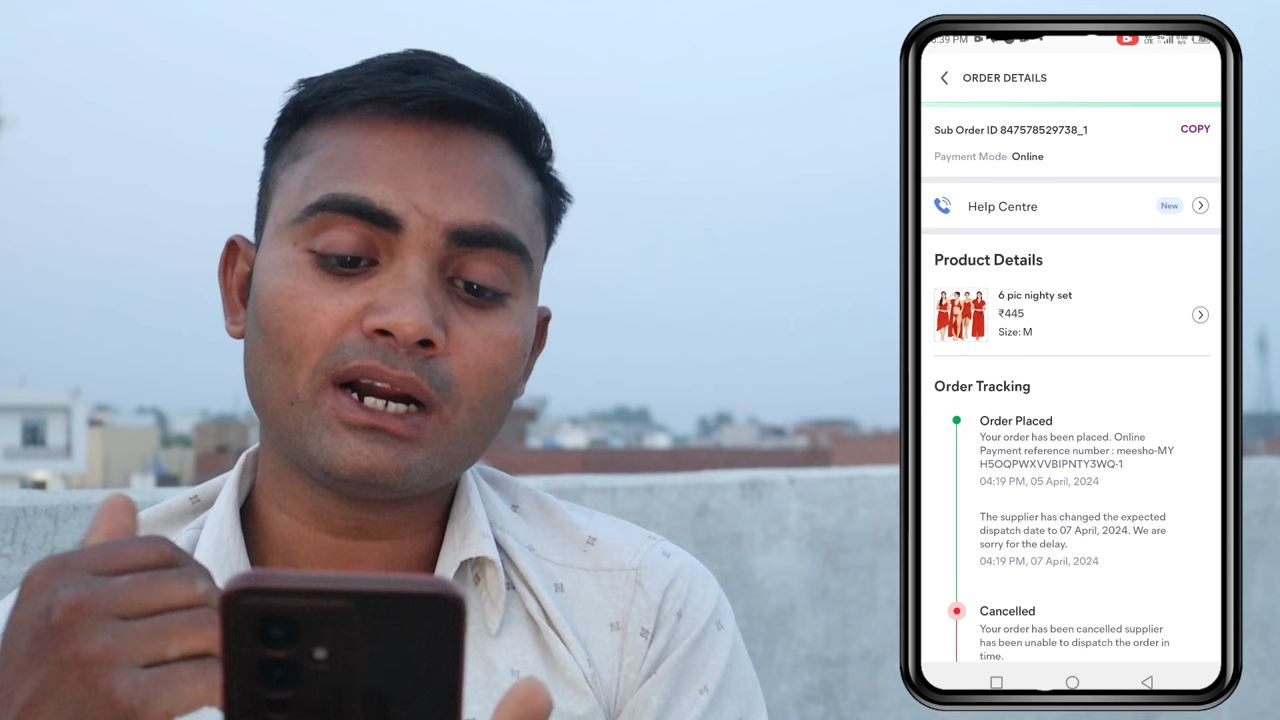 :39 PM
ORDER DETAILS
Sub Order ID 847578529738_1
COPY
Payment Mode Online
Help Centre
New
Product Details
6 pic nighty set
₹445
Size: M
Order Tracking
Order Placed
Your order has been placed. Online
Payment reference number : meesho-MY
H5OQPWXVVBIPNTY3WQ-1
04:19 PM, 05 April, 2024
The supplier has changed the expected
dispatch date to 07 April, 2024. We are
sorry for the delay.
04:19 PM, 07 April, 2024
Cancelled
Your order has been cancelled supplier
has been unable to dispatch the order in
time.